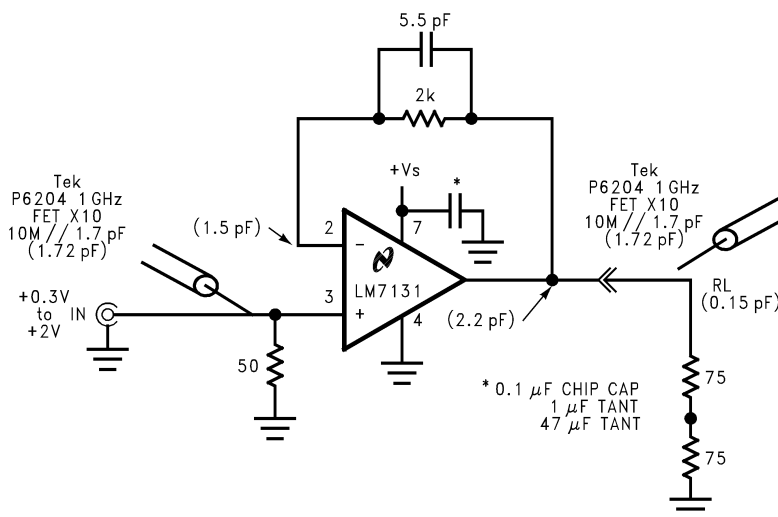 5.5 pF
2k
+Vs
*
Tek
P6204 1 GHz
FET X10
10M // 1.7 pF
(1.72 pF)
(1.5 pF)
2
7
−
LM7131
Tek
P6204 1 GHz
FET X10
10M // 1.7 pF
(1.72 pF)
+0.3V
to
+2V
IN
3
+
4
(2.2 pF)
RL
(0.15 pF)
50
* 0.1 μF CHIP CAP
1 μF TANT
47 μF TANT
75
75